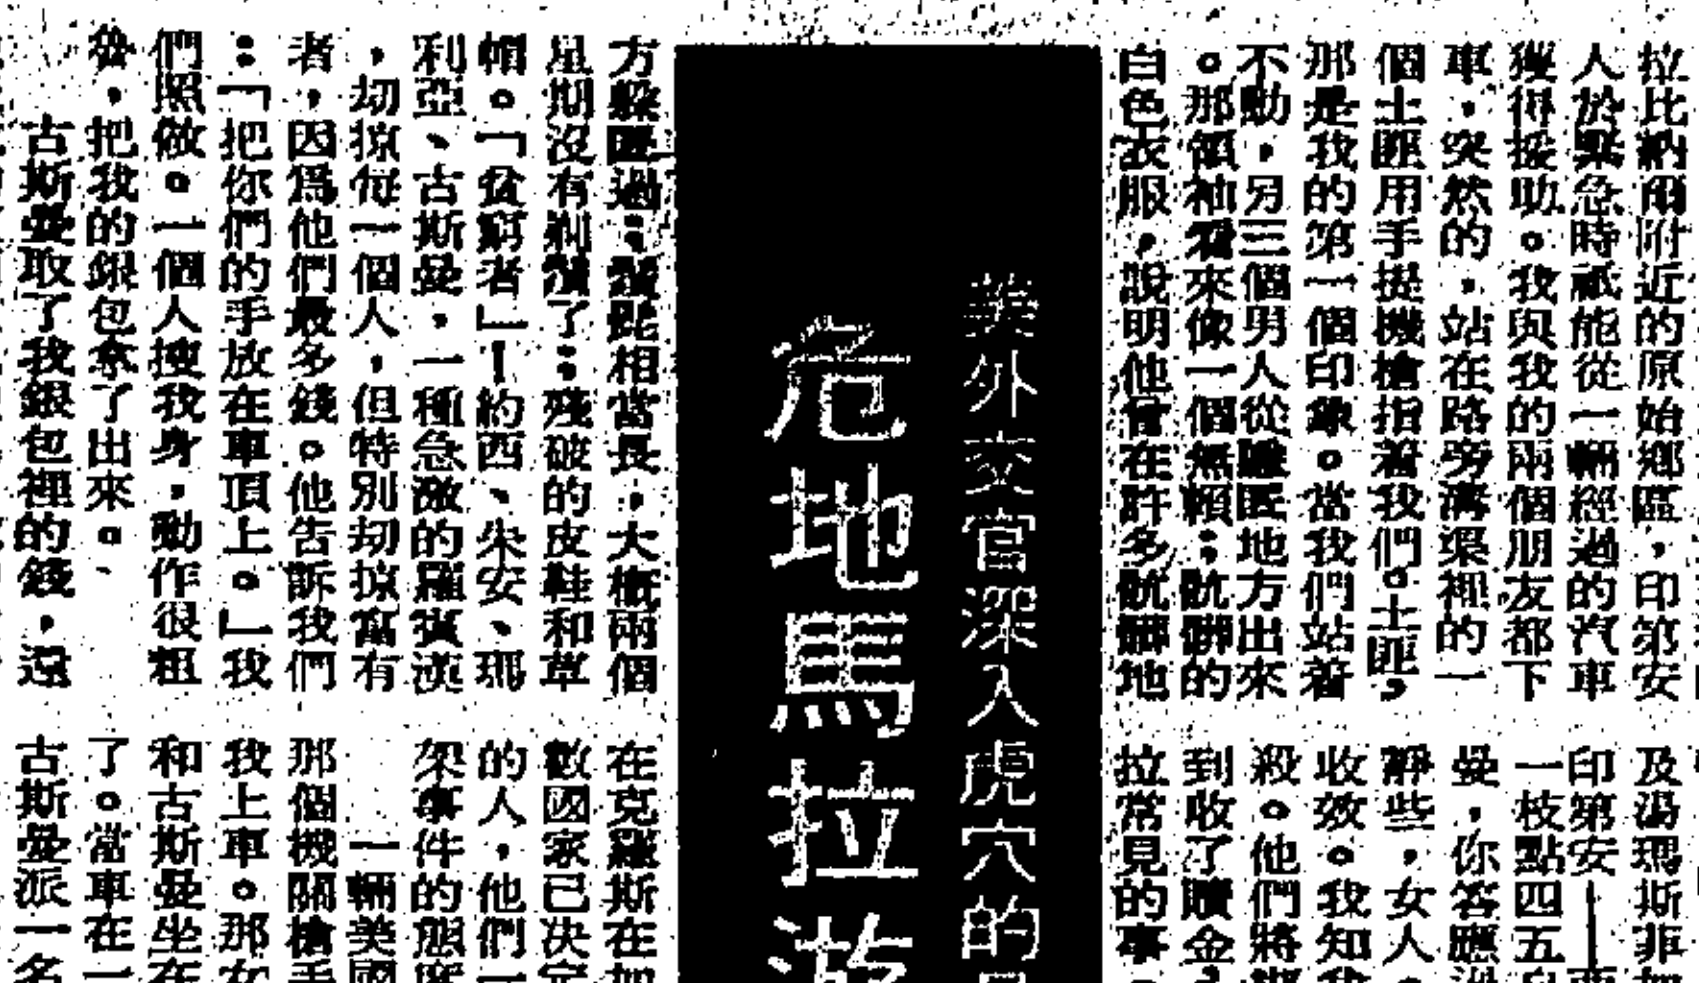 拉比納爾附近的原始鄉區，印第安
人於緊急時祇能從一輛經過的汽車
獲得援助。我與我的兩個朋友都下
車，突然的，站在路旁溝渠裡的一
個土匪用手提機槍指着我們。土匪，
那是我的第一個印象。當我們站着
不動，另三個男人從隱匿地方出來
。那領袖看來像一個無賴；骯髒的
白色衣服，說明他曾在許多骯髒地
美外交官深入虎穴的
危地馬拉游
方躲匿過；鬚髭相當長，大概兩個
星期沒有剃鬚了；殘破的皮鞋和草
帽。「貧窮者」－約西、朱安、瑪
利亞、古斯曼，一種急激的羅賓漢
，刧掠每一個人，但特別刧掠富有
者，因爲他們最多錢。他告訴我們
：「把你們的手放在車頂上。」我
們照做。一個人搜我身，動作很粗
魯，把我的銀包拿了出來。
古斯曼取了我銀包裡的錢，還
及湯瑪斯菲加
印第安——
一枝點四五
曼，你答應
靜些，女人。
收效。我知我
殺。他們將
到收了贖金，
拉常見的事。
在克羅斯在加
數國家已決定
的人，他們一
架事件的態度
一輛美國
那個機關槍手
我上車。那女
和古斯曼坐在
了。當車在一
古斯曼派一名